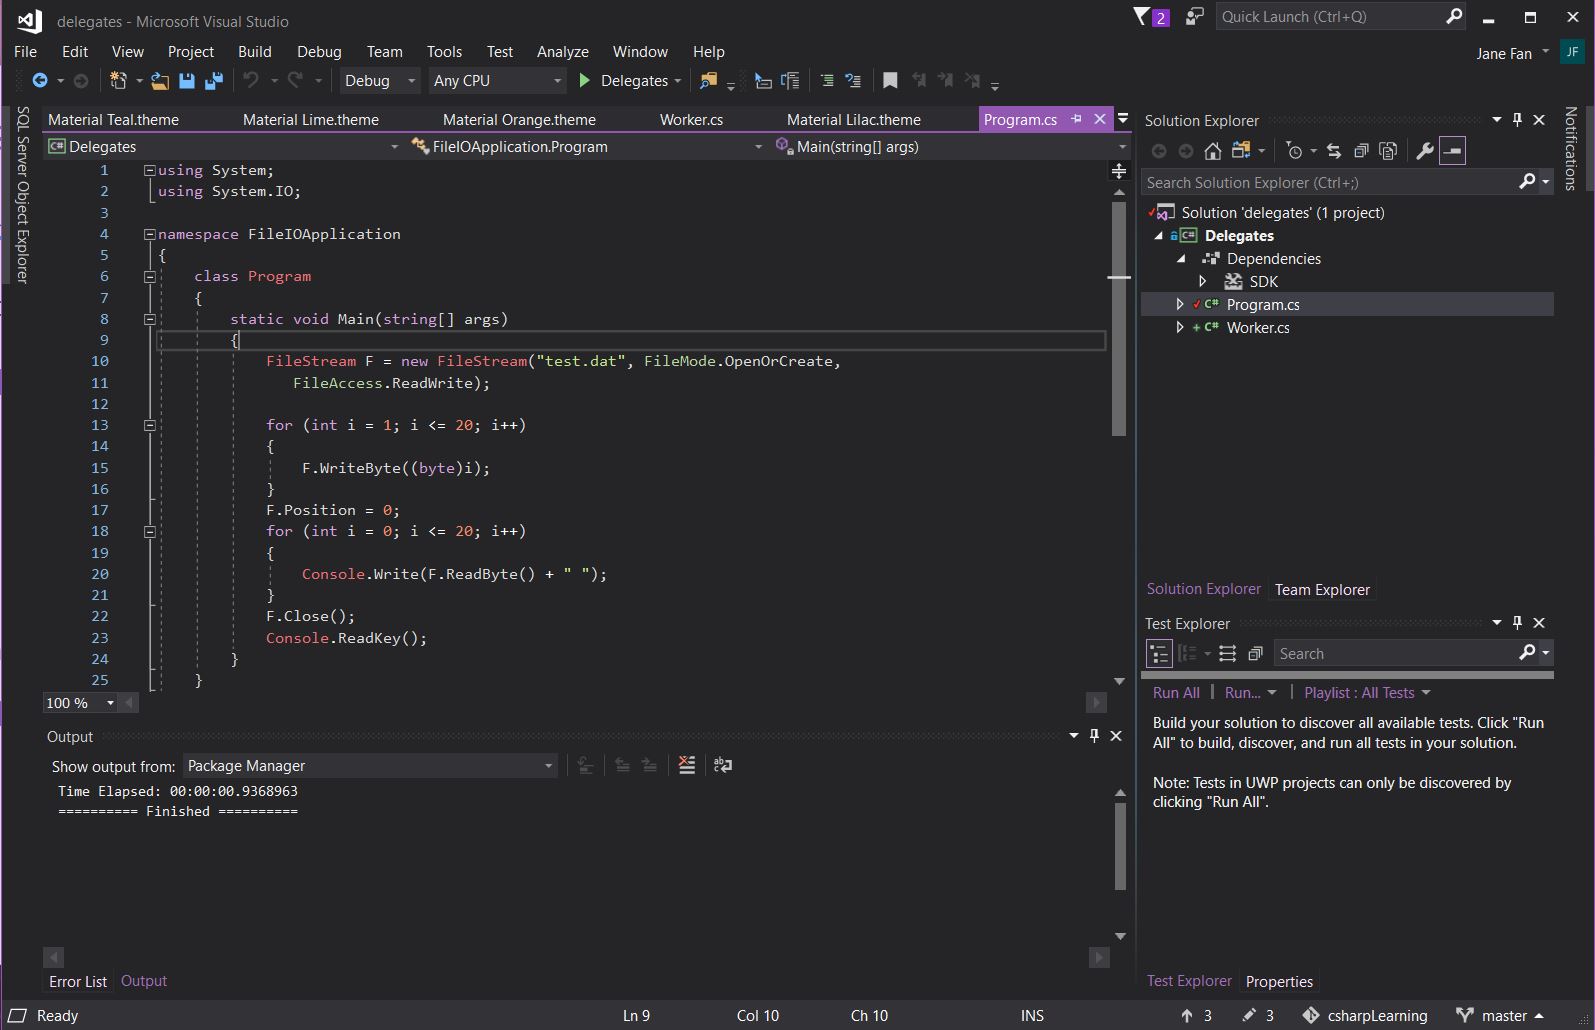 delegates - Microsoft Visual Studio
2
Quick Launch (Ctrl+Q)
File Edit View Project Build Debug Team Tools Test Analyze Window Help
Jane Fan JF
Debug Any CPU Delegates
SQL Server Object Explorer
Notifications
Material Teal.theme Material Lime.theme Material Orange.theme Worker.cs Material Lilac.theme Program.cs
C# Delegates FileIOApplication.Program Main(string[] args)
1 using System;
2 using System.IO;
3
4 namespace FileIOApplication
5 {
6 class Program
7 {
8 static void Main(string[] args)
9 {
10 FileStream F = new FileStream("test.dat", FileMode.OpenOrCreate,
11 FileAccess.ReadWrite);
12
13 for (int i = 1; i <= 20; i++)
14 {
15 F.WriteByte((byte)i);
16 }
17 F.Position = 0;
18 for (int i = 0; i <= 20; i++)
19 {
20 Console.Write(F.ReadByte() + " ");
21 }
22 F.Close();
23 Console.ReadKey();
24 }
25 }
100 %
Output
Show output from: Package Manager
Time Elapsed: 00:00:00.9368963
========== Finished ==========
Error List Output
Solution Explorer
Search Solution Explorer (Ctrl+;)
Solution 'delegates' (1 project)
C# Delegates
Dependencies
SDK
C# Program.cs
+ C# Worker.cs
Solution Explorer Team Explorer
Test Explorer
Search
Run All | Run... | Playlist : All Tests
Build your solution to discover all available tests. Click "Run
All" to build, discover, and run all tests in your solution.
Note: Tests in UWP projects can only be discovered by
clicking "Run All".
Test Explorer Properties
Ready Ln 9 Col 10 Ch 10 INS 3 3 csharpLearning master